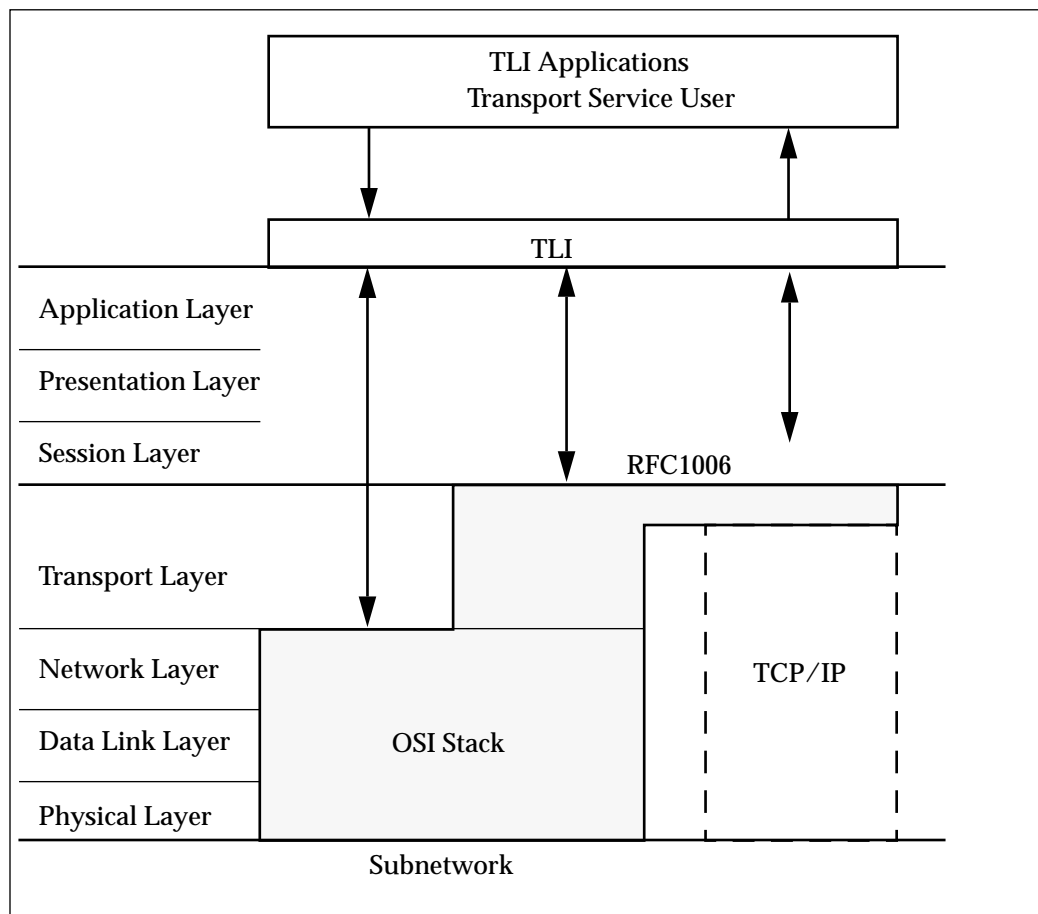 TLI Applications
Transport Service User
TLI
Application Layer
Presentation Layer
Session Layer
RFC1006
Transport Layer
Network Layer
TCP/IP
Data Link Layer
OSI Stack
Physical Layer
Subnetwork